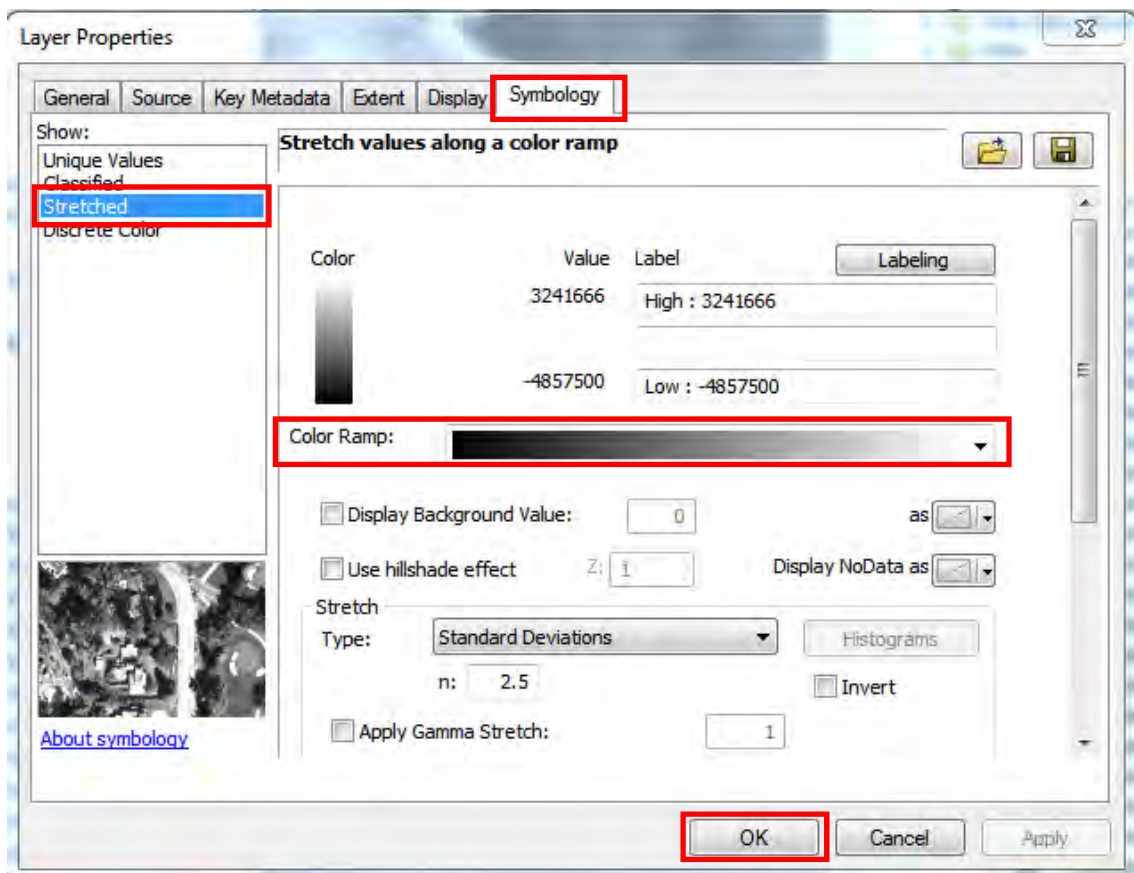 Layer Properties
General Source Key Metadata Extent Display Symbology
Show:
Unique Values
Classified
Stretched
Discrete Color
Stretch values along a color ramp
Color Value Label Labeling
3241666 High : 3241666
-4857500 Low : -4857500
Color Ramp:
Display Background Value: 0 as
Use hillshade effect Z: 1 Display NoData as
Stretch
Type: Standard Deviations Histograms
n: 2.5 Invert
Apply Gamma Stretch: 1
About symbology
OK Cancel Apply